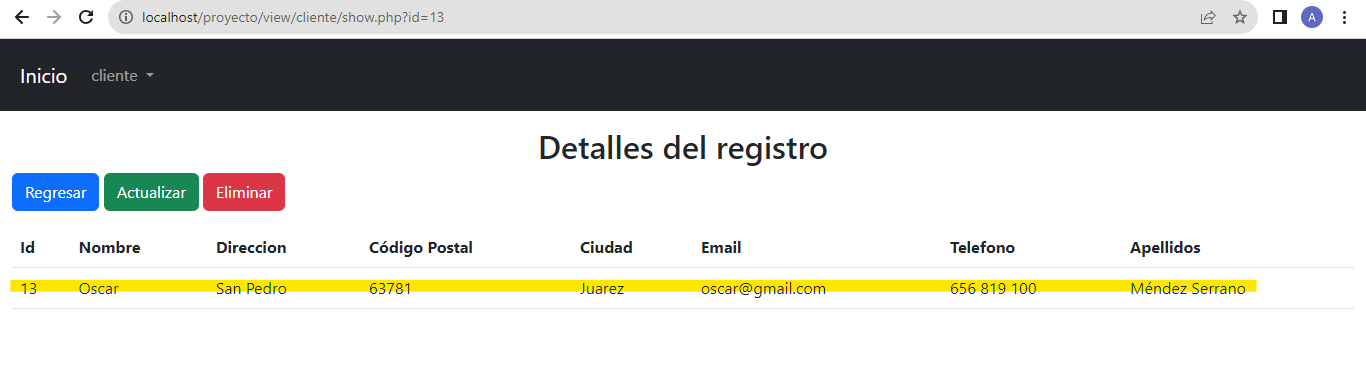 localhost/proyecto/view/cliente/show.php?id=13
A
Inicio cliente
Detalles del registro
Regresar Actualizar Eliminar
Id Nombre Direccion Código Postal Ciudad Email Telefono Apellidos
13 Oscar San Pedro 63781 Juarez oscar@gmail.com 656 819 100 Méndez Serrano